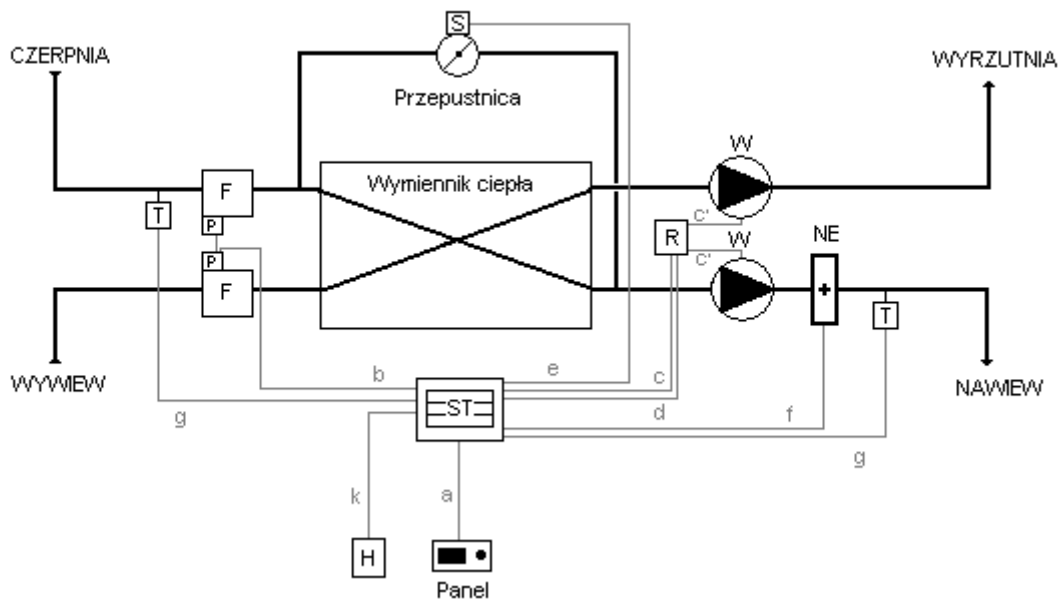 S
CZERPNIA
WYRZUTNIA
Przepustnica
W
F
Wymiennik ciepła
T
P
C'
R
W
NE
C'
P
F
+
T
WYWIEW
b
e
c
NAWIEW
g
ST
d
f
g
k
a
H
Panel